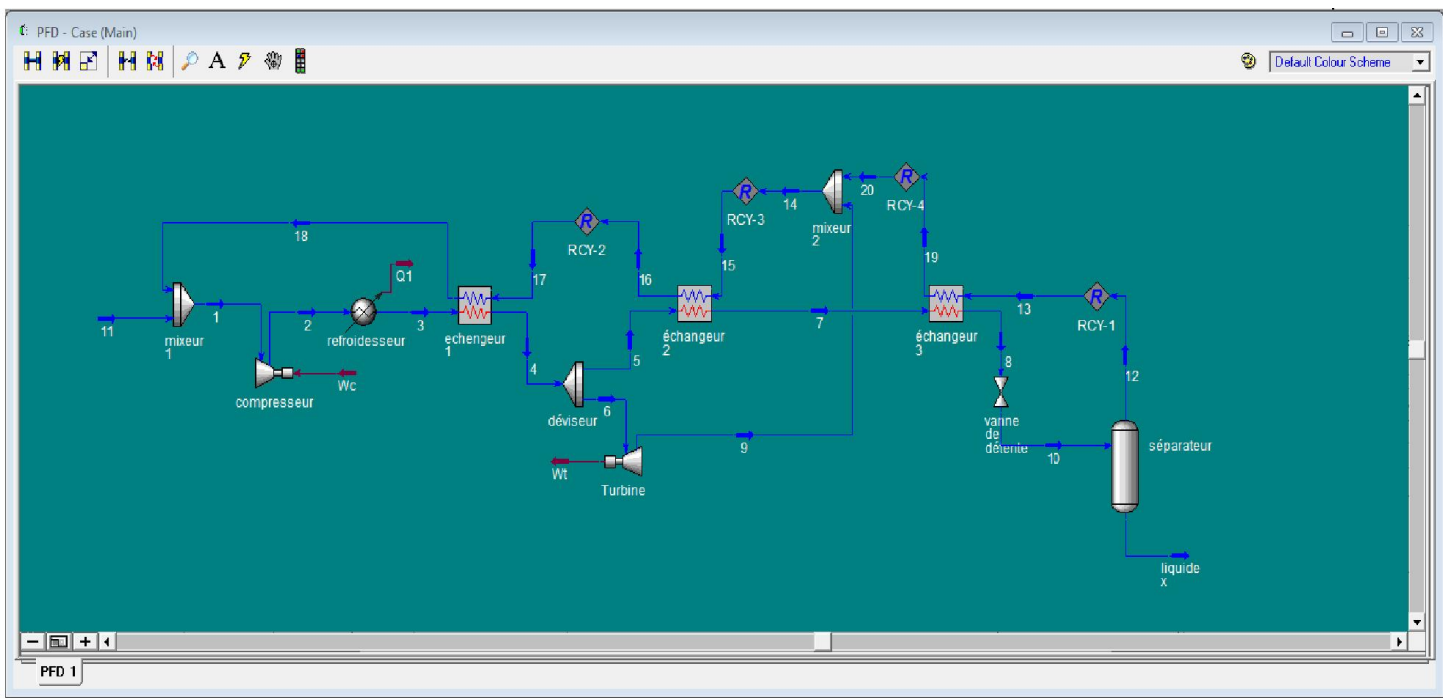 PFD - Case (Main)
A
Default Colour Scheme
R
20
R
R
14
RCY-4
RCY-3
mixeur
2
R
18
RCY-2
19
Q1
17
16
15
R
13
11
1
2
3
7
RCY-1
mixeur
1
refroidesseur
echengeur
1
échangeur
2
échangeur
3
5
4
8
12
Wc
compresseur
6
déviseur
vanne
de
détente
10
séparateur
9
Wt
Turbine
liquide
x
PFD 1